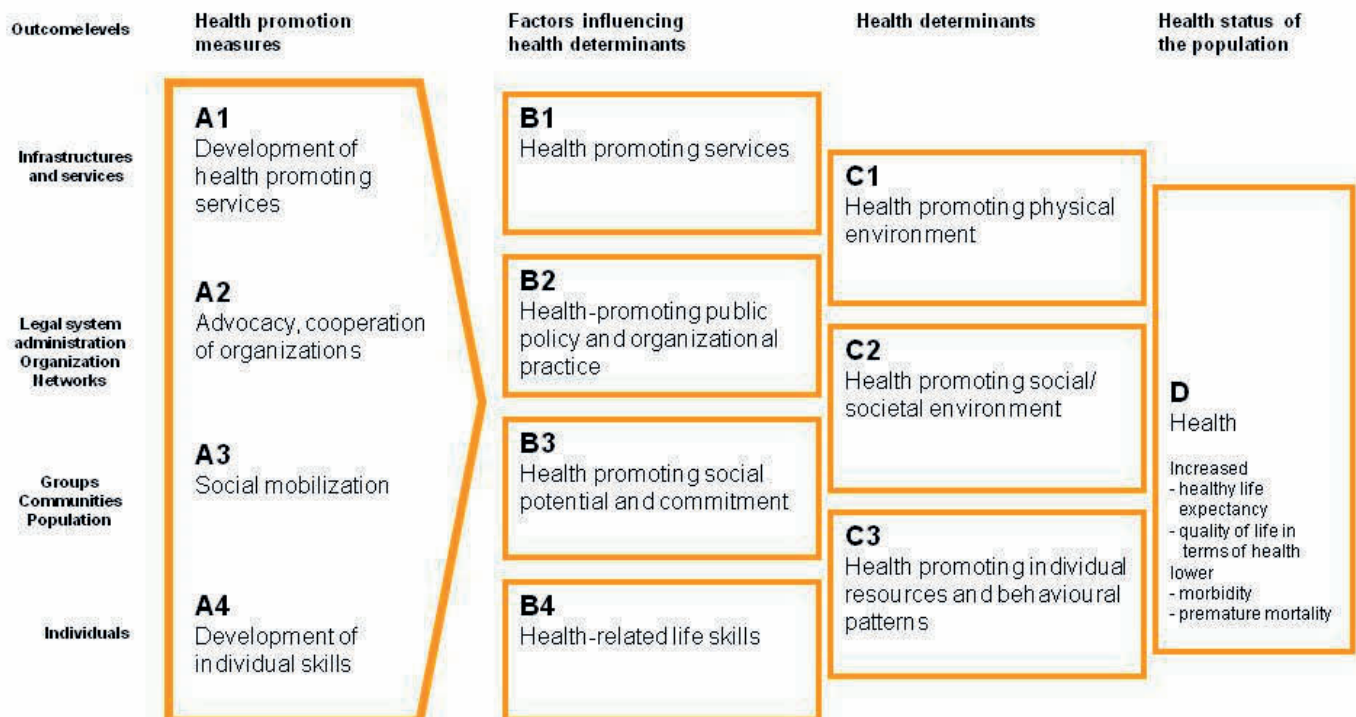 Outcome levels
Health promotion
measures
Factors influencing
health determinants
Health determinants
Health status of
the population
Infrastructures
and services
A1
Development of
health promoting
services
B1
Health promoting services
C1
Health promoting physical
environment
Legal system
administration
Organization
Networks
A2
Advocacy, cooperation
of organizations
B2
Health-promoting public
policy and organizational
practice
C2
Health promoting social/
societal environment
Groups
Communities
Population
A3
Social mobilization
B3
Health promoting social
potential and commitment
C3
Health promoting individual
resources and behavioural
patterns
Individuals
A4
Development of
individual skills
B4
Health-related life skills
D
Health
Increased
- healthy life
expectancy
- quality of life in
terms of health
lower
- morbidity
- premature mortality